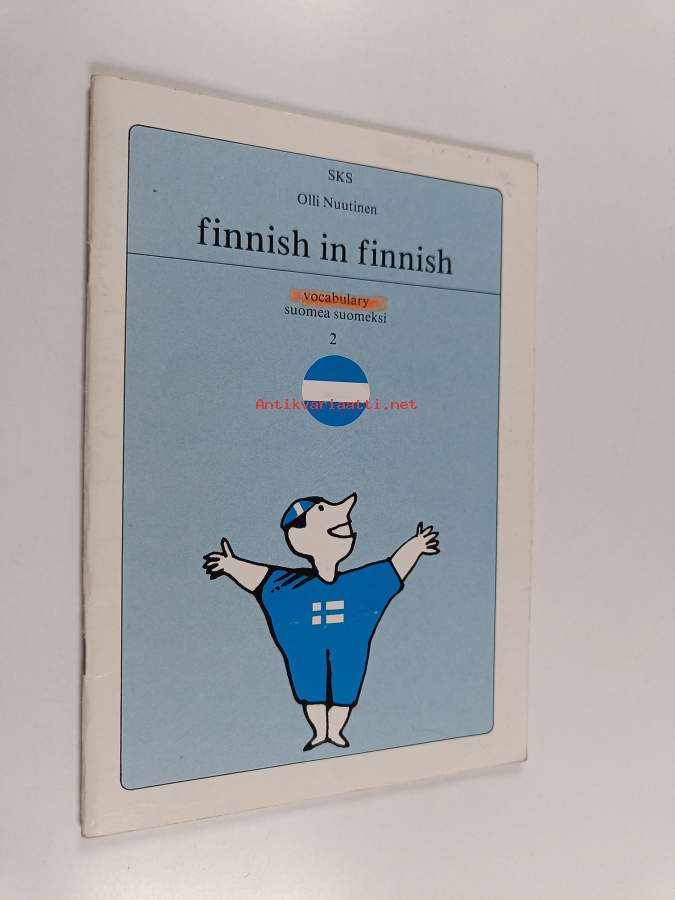 SKS
Olli Nuutinen
finnish in finnish
vocabulary
suomea suomeksi
2
Antikvariaatti.net